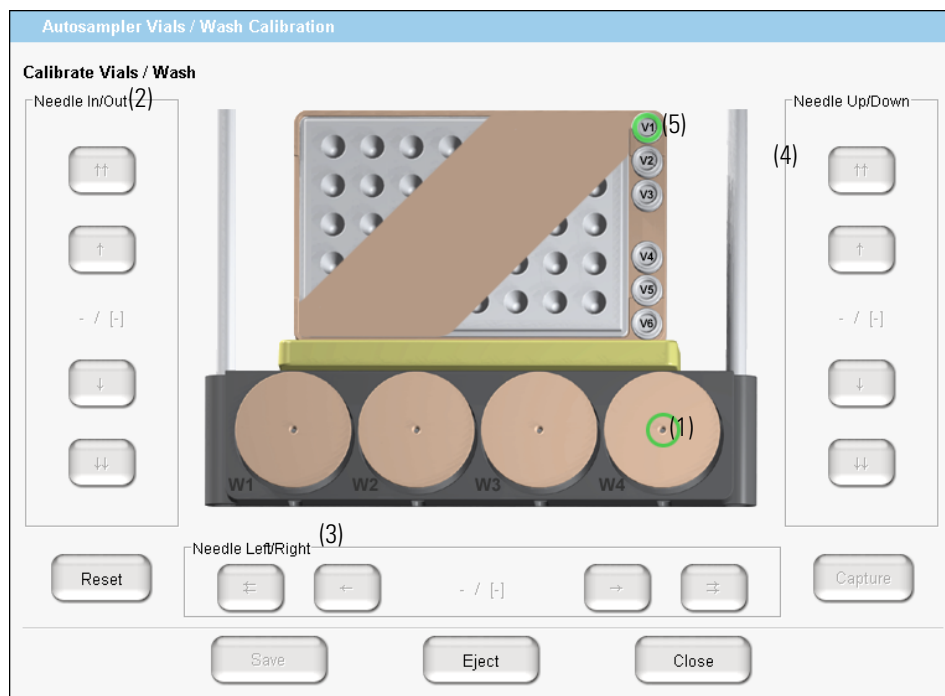 Autosampler Vials / Wash Calibration
Calibrate Vials / Wash
Needle In/Out (2)
↑↑
↑
- / [-]
↓
↓↓
V1 (5)
V2
V3
V4
V5
V6
W1 W2 W3 W4
(1)
Needle Up/Down
(4)
↑↑
↑
- / [-]
↓
↓↓
Needle Left/Right (3)
⇇ ← - / [-] → ⇉
Reset
Capture
Save Eject Close